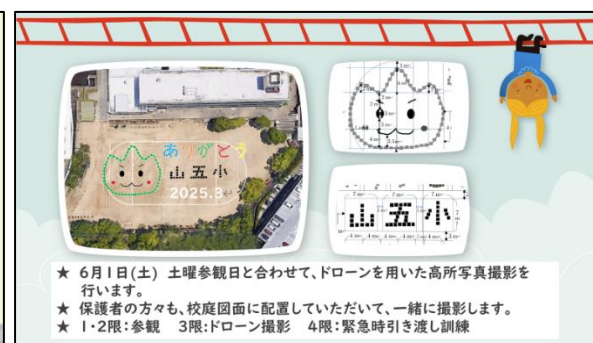 ありがとう
山五小
2025.3
山 五 小
★ 6月1日(土) 土曜参観日と合わせて、ドローンを用いた高所写真撮影を
行います。
★ 保護者の方々も、校庭図面に配置していただいて、一緒に撮影します。
★ 1・2限：参観 3限：ドローン撮影 4限：緊急時引き渡し訓練